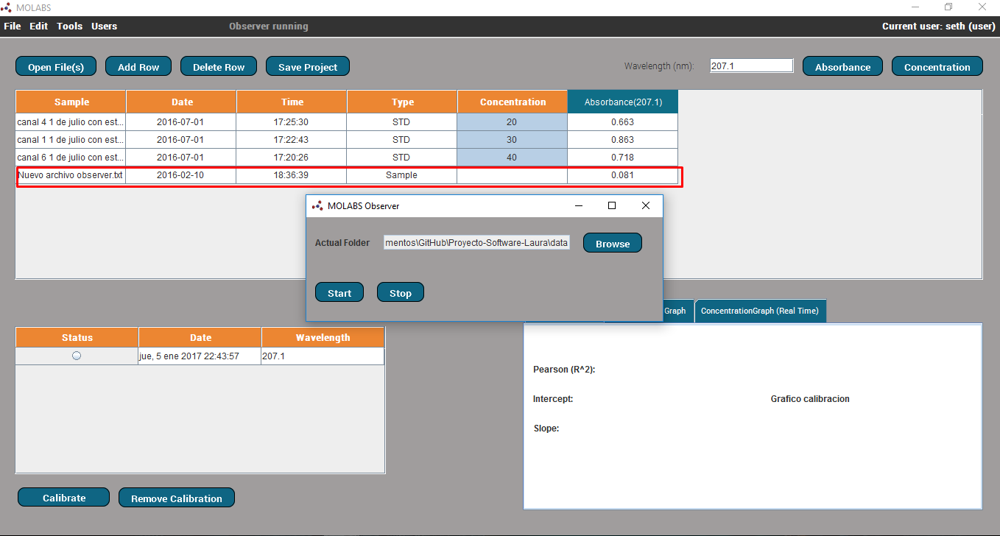 MOLABS
File Edit Tools Users Observer running Current user: seth (user)
Open File(s) Add Row Delete Row Save Project Wavelength (nm): 207.1 Absorbance Concentration
Sample Date Time Type Concentration Absorbance(207.1)
canal 4 1 de julio con est... 2016-07-01 17:25:30 STD 20 0.663
canal 1 1 de julio con est... 2016-07-01 17:22:43 STD 30 0.863
canal 6 1 de julio con est... 2016-07-01 17:20:26 STD 40 0.718
Nuevo archivo observer.txt 2016-02-10 18:36:39 Sample 0.081
MOLABS Observer
Actual Folder mentos\GitHub\Proyecto-Software-Laura\data Browse
Start Stop
Graph ConcentrationGraph (Real Time)
Status Date Wavelength
jue, 5 ene 2017 22:43:57 207.1
Pearson (R^2):
Intercept: Grafico calibracion
Slope:
Calibrate Remove Calibration